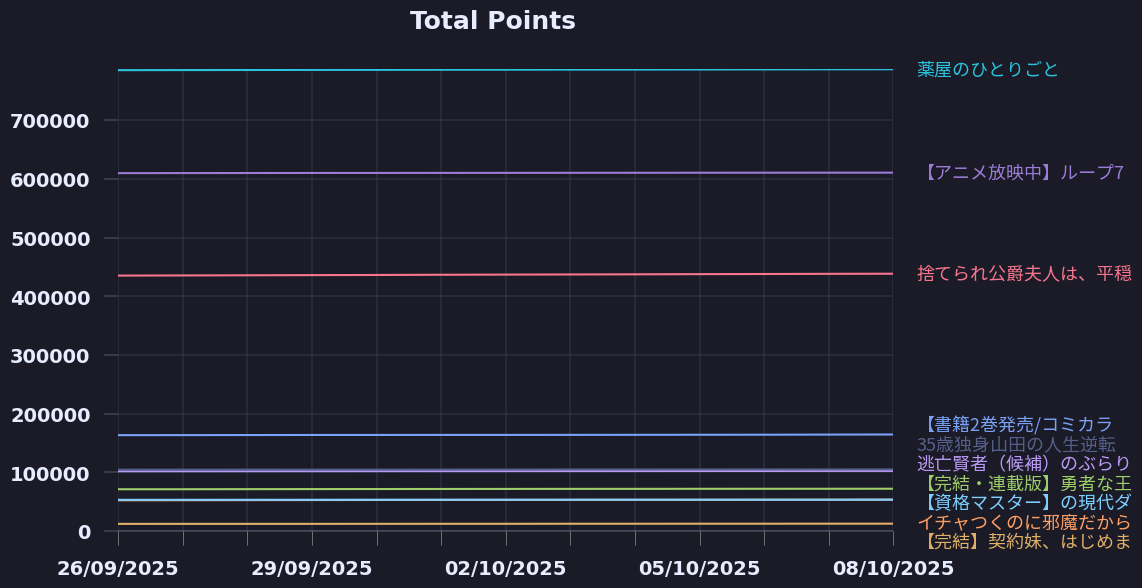 Total Points
薬屋のひとりごと
700000
【アニメ放映中】ループ7
600000
500000
捨てられ公爵夫人は、平穏
400000
300000
200000
【書籍2巻発売/コミカラ
35歳独身山田の人生逆転
逃亡賢者（候補）のぶらり
100000
【完結・連載版】勇者な王
【資格マスター】の現代ダ
イチャつくのに邪魔だから
0
【完結】契約妹、はじめま
26/09/2025 29/09/2025 02/10/2025 05/10/2025 08/10/2025